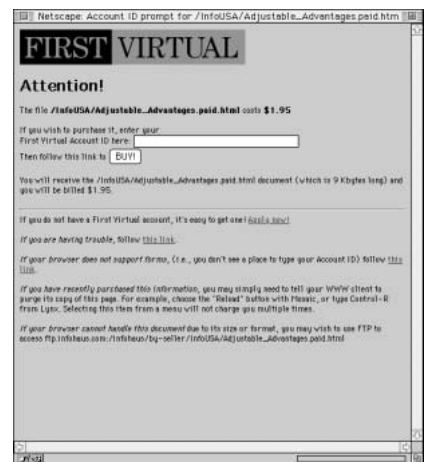 Netscape: Account ID prompt for /InfoUSA/Adjustable_Advantages.paid.htm
FIRST VIRTUAL
Attention!
The file /InfoUSA/Adjustable_Advantages.paid.html costs $1.95
If you wish to purchase it, enter your
First Virtual Account ID here:
Then follow this link to BUY!
You will receive the /InfoUSA/Adjustable_Advantages.paid.html document (which is 9 Kbytes long) and
you will be billed $1.95.
If you do not have a First Virtual account, it's easy to get one! Apply now!
If you are having trouble, follow this link.
If your browser does not support forms, (i.e., you don't see a place to type your Account ID) follow this
link.
If you have recently purchased this information, you may simply need to tell your WWW client to
purge its copy of this page. For example, choose the "Reload" button with Mosaic, or type Control-R
from Lynx. Selecting this item from a menu will not charge you multiple times.
If your browser cannot handle this document due to its size or format, you may wish to use FTP to
access ftp.infohaus.com:/infohaus/by-seller/InfoUSA/Adjustable_Advantages.paid.html